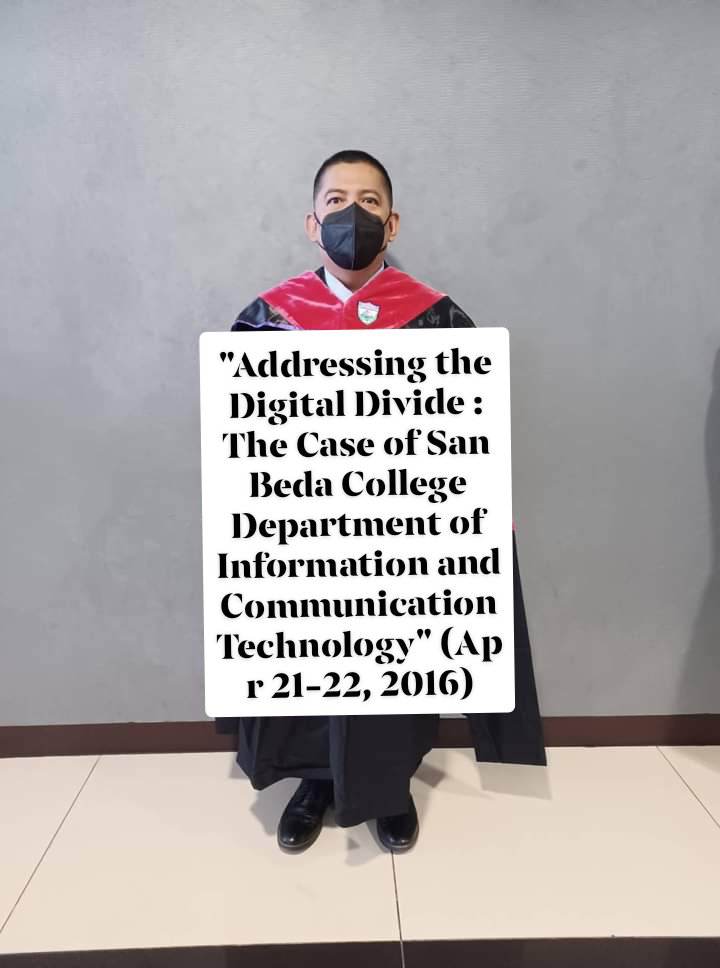 "Addressing the
Digital Divide :
The Case of San
Beda College
Department of
Information and
Communication
Technology" (Ap
r 21-22, 2016)